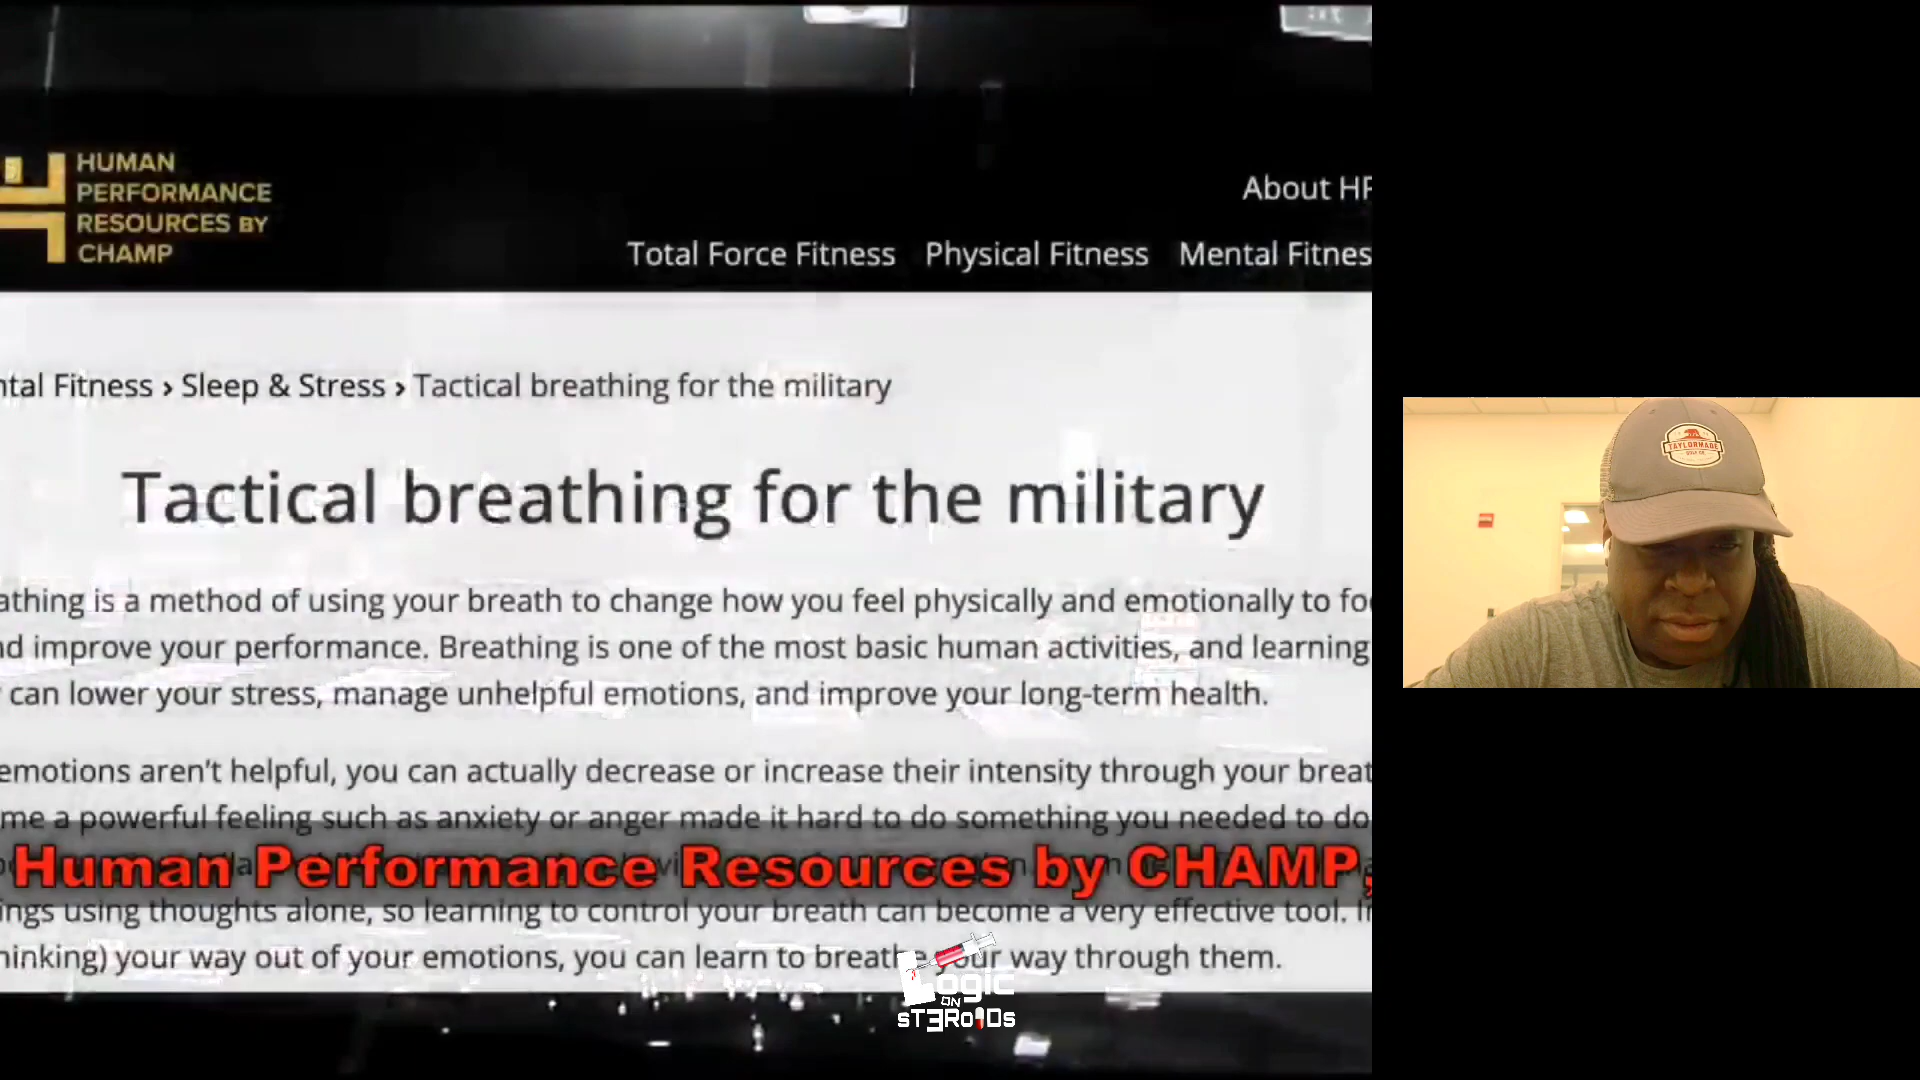 HUMAN
PERFORMANCE
RESOURCES BY
CHAMP
About HP
Total Force Fitness Physical Fitness Mental Fitnes
ntal Fitness › Sleep & Stress › Tactical breathing for the military
Tactical breathing for the military
athing is a method of using your breath to change how you feel physically and emotionally to fo
nd improve your performance. Breathing is one of the most basic human activities, and learning
can lower your stress, manage unhelpful emotions, and improve your long-term health.
emotions aren't helpful, you can actually decrease or increase their intensity through your breat
me a powerful feeling such as anxiety or anger made it hard to do something you needed to do
Human Performance Resources by CHAMP,
ings using thoughts alone, so learning to control your breath can become a very effective tool. I
hinking) your way out of your emotions, you can learn to breathe your way through them.
Logic
ON
STERoIDs
TAYLORMADE